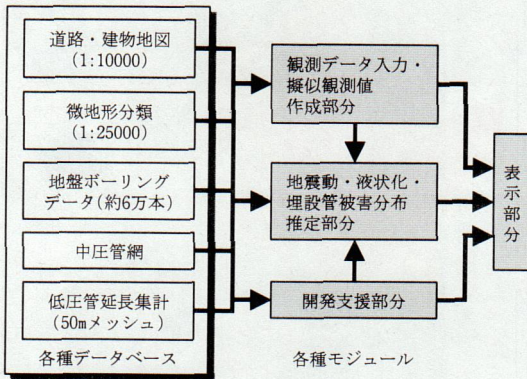 道路・建物地図
(1:10000)
微地形分類
(1:25000)
地盤ボーリング
データ(約6万本)
中圧管網
低圧管延長集計
(50mメッシュ)
各種データベース
観測データ入力・
擬似観測値
作成部分
地震動・液状化・
埋設管被害分布
推定部分
開発支援部分
各種モジュール
表示部分